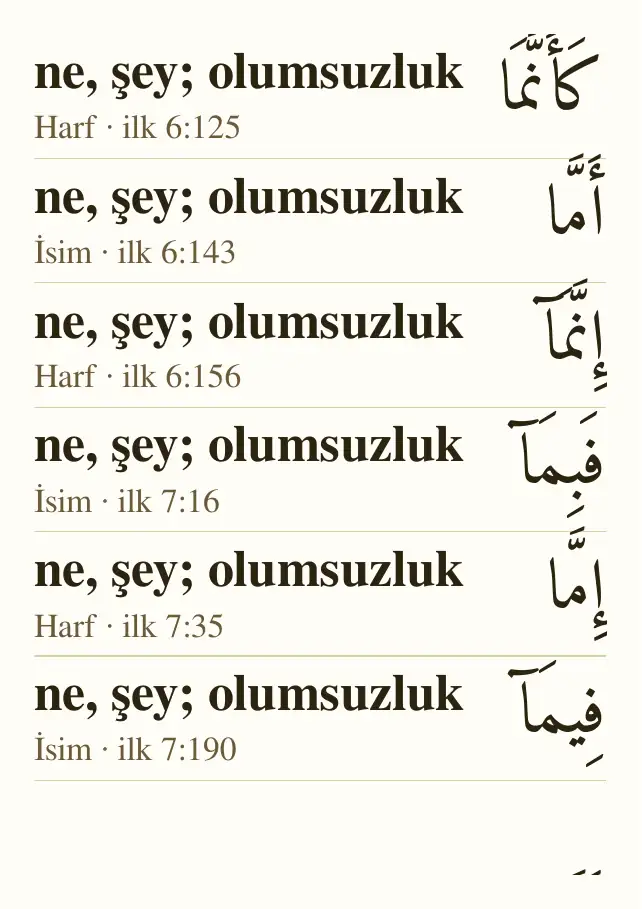 ne, şey; olumsuzluk كَأَنَّمَا
Harf · ilk 6:125
ne, şey; olumsuzluk أَمَّا
İsim · ilk 6:143
ne, şey; olumsuzluk إِنَّمَآ
Harf · ilk 6:156
ne, şey; olumsuzluk فَبِمَآ
İsim · ilk 7:16
ne, şey; olumsuzluk إِمَّا
Harf · ilk 7:35
ne, şey; olumsuzluk فِيمَآ
İsim · ilk 7:190